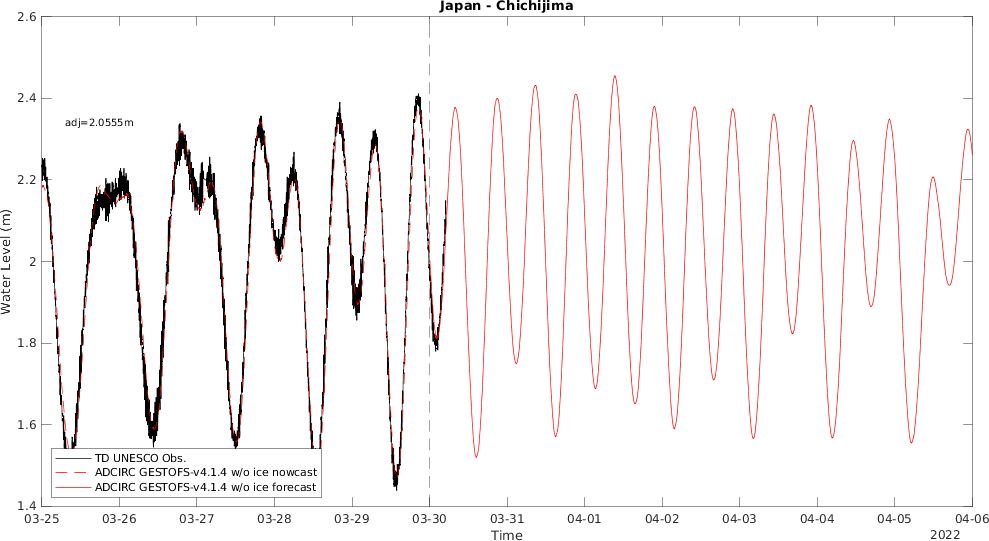 Japan - Chichijima
2.6
2.4
2.2
2
1.8
1.6
1.4
Water Level (m)
adj=2.0555m
TD UNESCO Obs.
ADCIRC GESTOFS-v4.1.4 w/o ice nowcast
ADCIRC GESTOFS-v4.1.4 w/o ice forecast
03-25 03-26 03-27 03-28 03-29 03-30 03-31 04-01 04-02 04-03 04-04 04-05 04-06
Time
2022